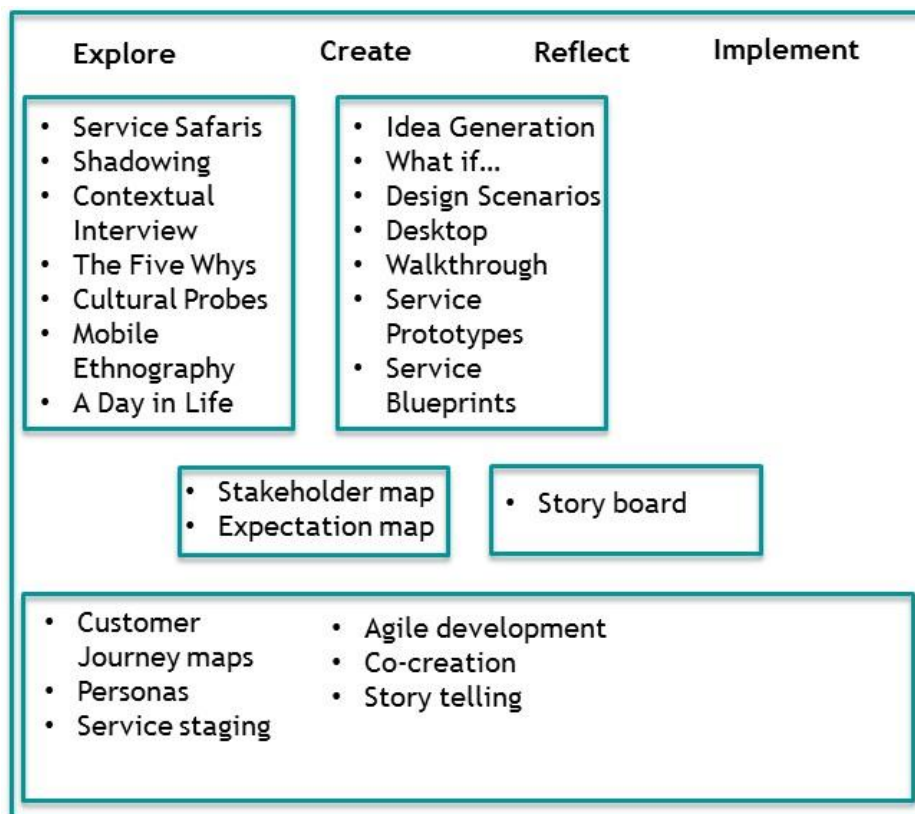 Explore Create Reflect Implement
• Service Safaris
• Shadowing
• Contextual
Interview
• The Five Whys
• Cultural Probes
• Mobile
Ethnography
• A Day in Life
• Idea Generation
• What if...
• Design Scenarios
• Desktop
• Walkthrough
• Service
Prototypes
• Service
Blueprints
• Stakeholder map
• Expectation map
• Story board
• Customer
Journey maps
• Personas
• Service staging
• Agile development
• Co-creation
• Story telling